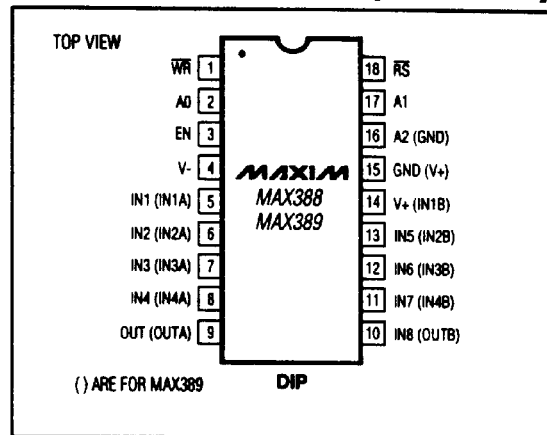 TOP VIEW
WR 1
A0 2
EN 3
V- 4
IN1 (IN1A) 5
IN2 (IN2A) 6
IN3 (IN3A) 7
IN4 (IN4A) 8
OUT (OUTA) 9
MAXIM
MAX388
MAX389
18 RS
17 A1
16 A2 (GND)
15 GND (V+)
14 V+ (IN1B)
13 IN5 (IN2B)
12 IN6 (IN3B)
11 IN7 (IN4B)
10 IN8 (OUTB)
( ) ARE FOR MAX389
DIP